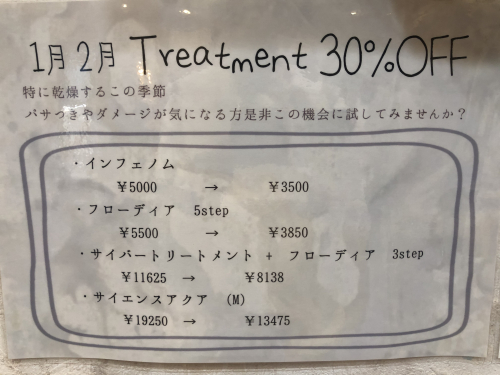 1月 2月 Treatment 30%OFF
特に乾燥するこの季節
パサつきやダメージが気になる方是非この機会に試してみませんか？
・インフェノム
¥5000 → ¥3500
・フローディア 5step
¥5500 → ¥3850
・サイバートリートメント + フローディア 3step
¥11625 → ¥8138
・サイエンスアクア (M)
¥19250 → ¥13475